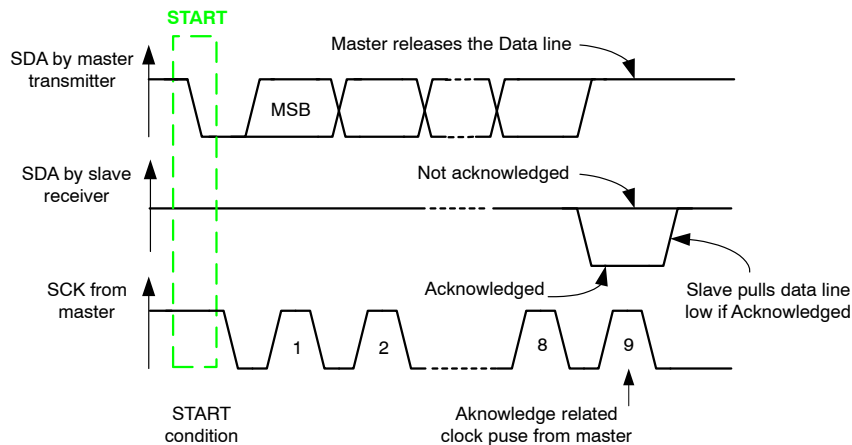 START
SDA by master
transmitter
Master releases the Data line
MSB
SDA by slave
receiver
Not acknowledged
Acknowledged
Slave pulls data line
low if Acknowledged
SCK from
master
1
2
8
9
START
condition
Aknowledge related
clock puse from master